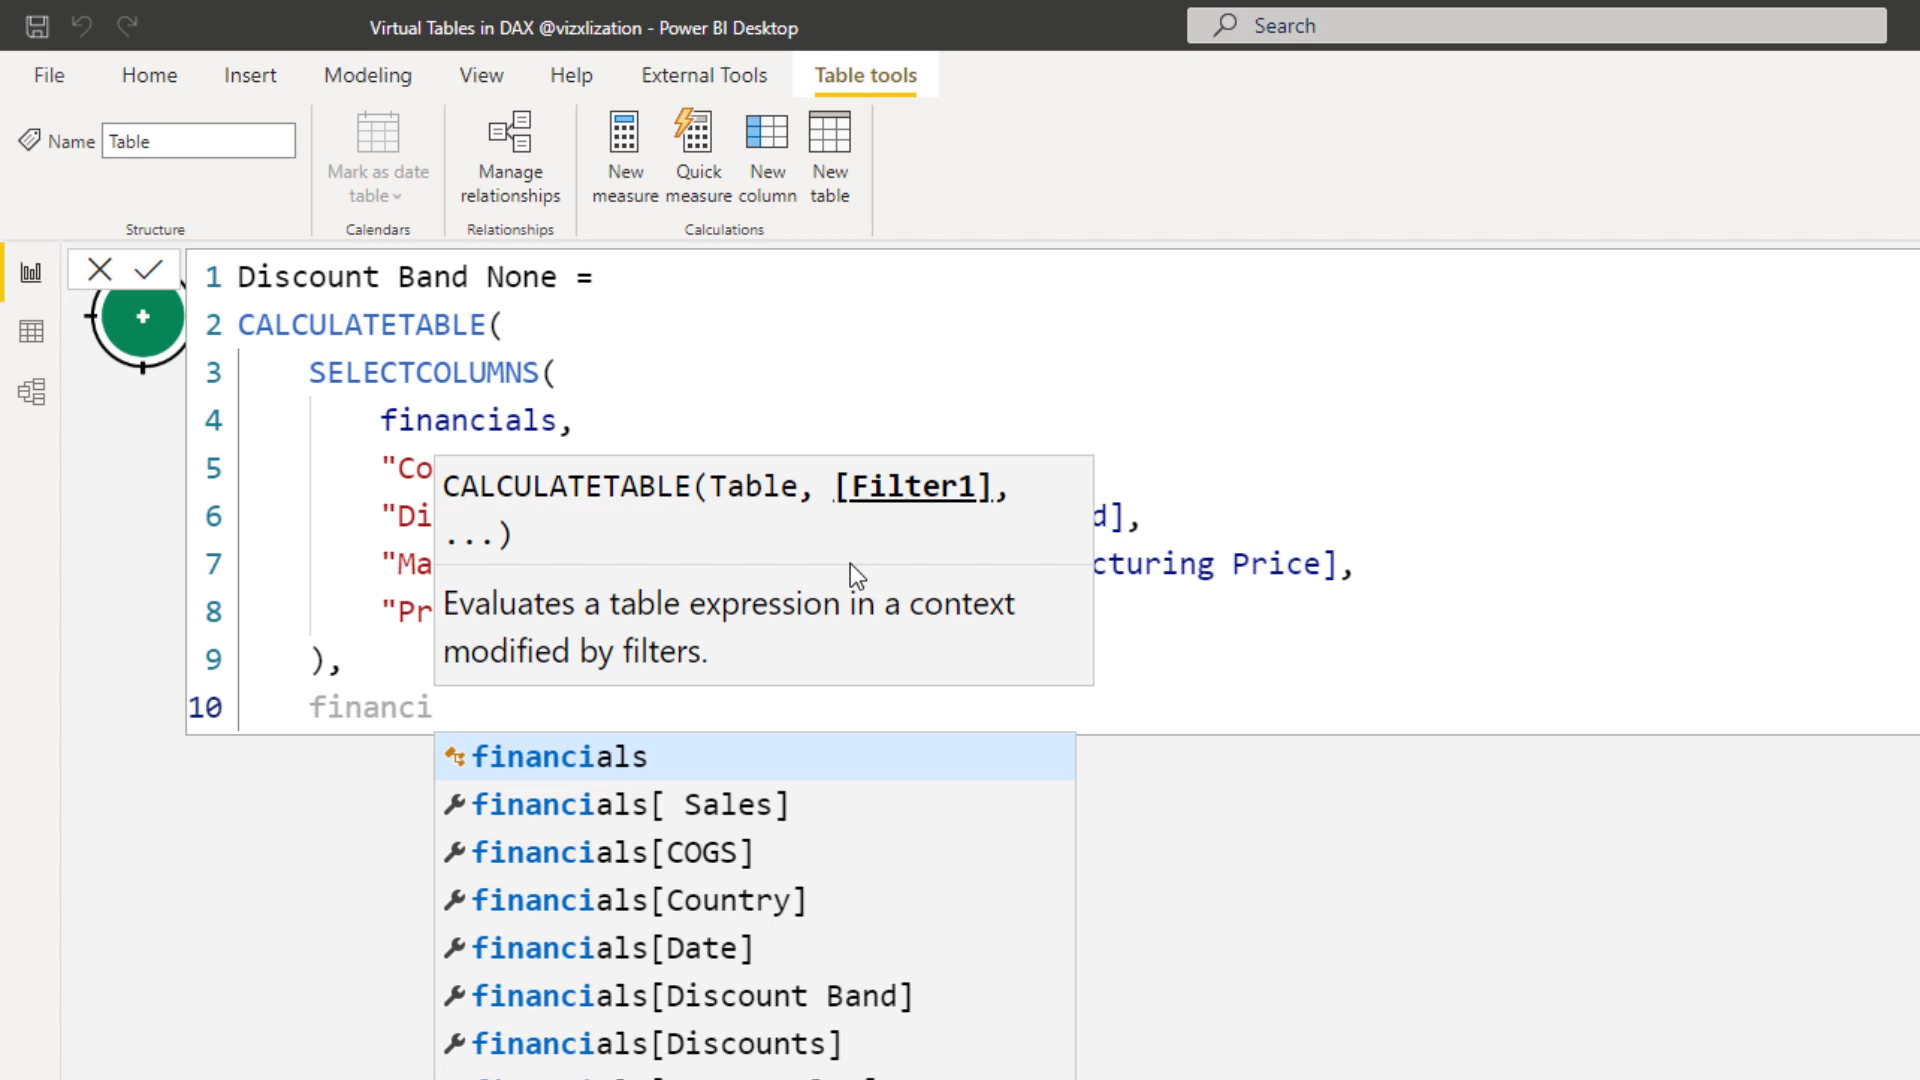 Virtual Tables in DAX @vizxlization - Power BI Desktop
Search
File Home Insert Modeling View Help External Tools Table tools
Name Table
Mark as date table
Manage relationships
New measure
Quick measure
New column
New table
Structure
Calendars
Relationships
Calculations
1 Discount Band None =
2 CALCULATETABLE(
3 SELECTCOLUMNS(
4 financials,
5 "Co
6 "Di d],
7 "Ma cturing Price],
8 "Pr
9 ),
10 financi
CALCULATETABLE(Table, [Filter1],
...)
Evaluates a table expression in a context
modified by filters.
financials
financials[ Sales]
financials[COGS]
financials[Country]
financials[Date]
financials[Discount Band]
financials[Discounts]